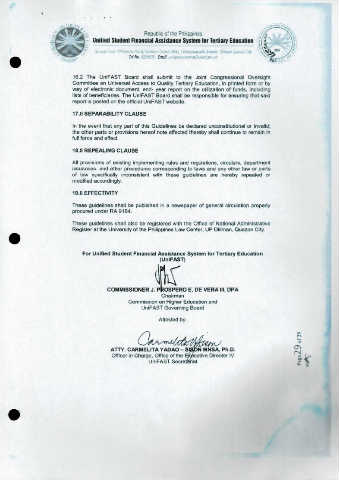 Republic of the Philippines
Unified Student Financial Assistance System for Tertiary Education
16.2 The UniFAST Board shall submit to the Joint Congressional Oversight
Committee on Universal Access to Quality Tertiary Education, in printed form or by
way of electronic document, end- year report on the utilization of funds, including
lists of beneficiaries. The UniFAST Board shall be responsible for ensuring that said
report is posted on the official UniFAST website.
17.0 SEPARABILITY CLAUSE
In the event that any part of this Guidelines be declared unconstitutional or invalid,
the other parts or provisions hereof note affected thereby shall continue to remain in
full force and effect.
18.0 REPEALING CLAUSE
All provisions of existing implementing rules and regulations, circulars, department
issuances, and other procedures corresponding to laws and any other law or parts
of law specifically inconsistent with these guidelines are hereby repealed or
modified accordingly.
19.0 EFFECTIVITY
These guidelines shall be published in a newspaper of general circulation properly
procured under RA 9184.
These guidelines shall also be registered with the Office of National Administrative
Register at the University of the Philippines Law Center, UP Diliman, Quezon City.
For Unified Student Financial Assistance System for Tertiary Education
(UniFAST)
COMMISSIONER J. PROSPERO E. DE VERA III, DPA
Chairman
Commission on Higher Education and
UniFAST Governing Board
Attested by:
ATTY. CARMELITA YADAO – SISON MNSA, Ph.D.
Officer in Charge, Office of the Executive Director IV
UniFAST Secretariat
Page 29 of 29